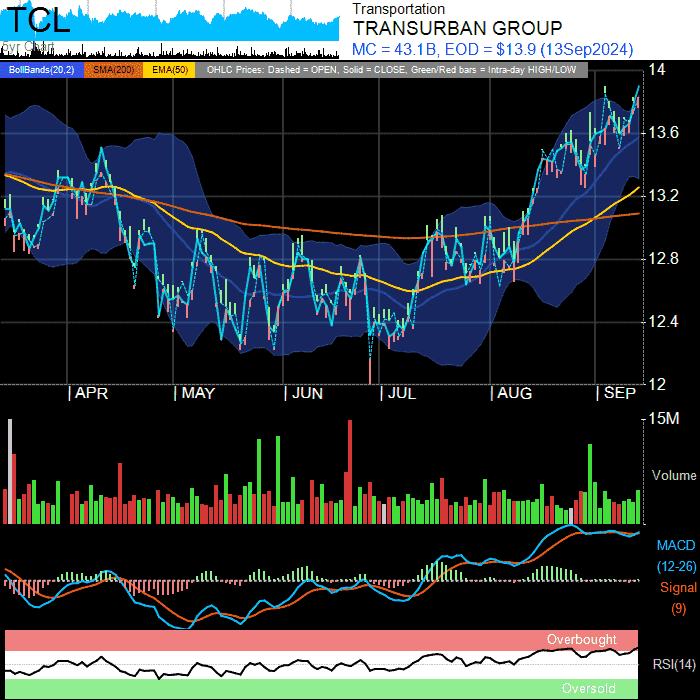 TCL
Transportation
TRANSURBAN GROUP
MC = 43.1B, EOD = $13.9 (13Sep2024)
5yr Chart
BollBands(20,2) SMA(200) EMA(50) OHLC Prices: Dashed = OPEN, Solid = CLOSE, Green/Red bars = Intra-day HIGH/LOW
14
13.6
13.2
12.8
12.4
12
APR MAY JUN JUL AUG SEP
15M
Volume
MACD
(12-26)
Signal
(9)
Overbought
RSI(14)
Oversold